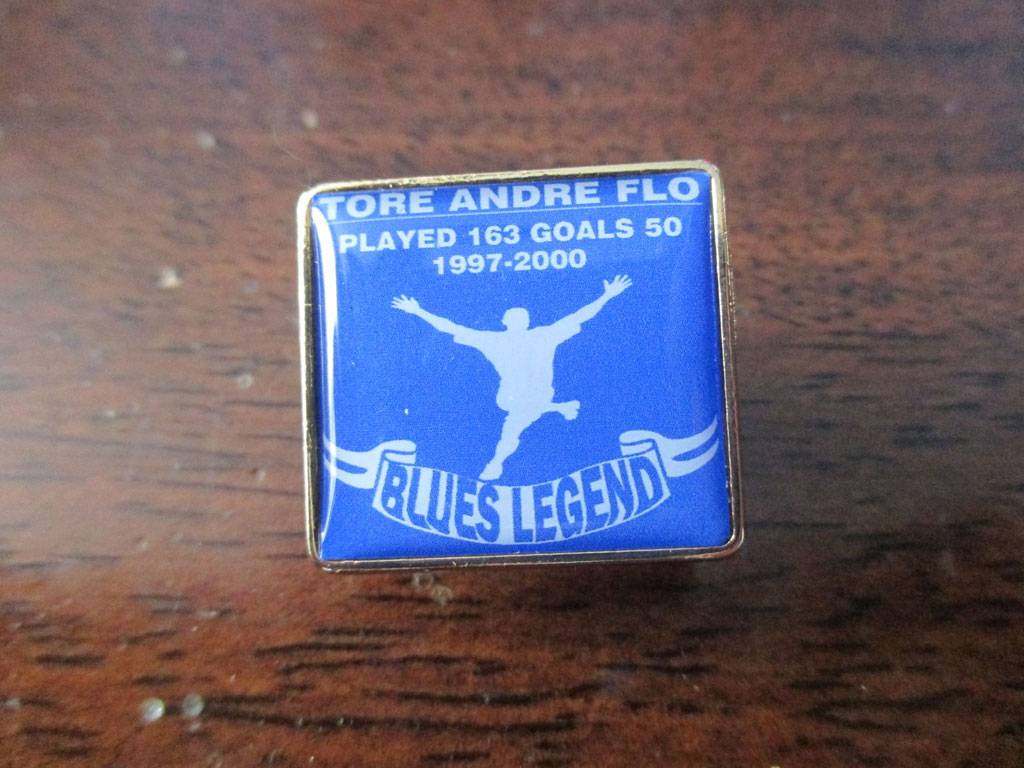 TORE ANDRE FLO
PLAYED 163 GOALS 50
1997-2000
BLUES LEGEND